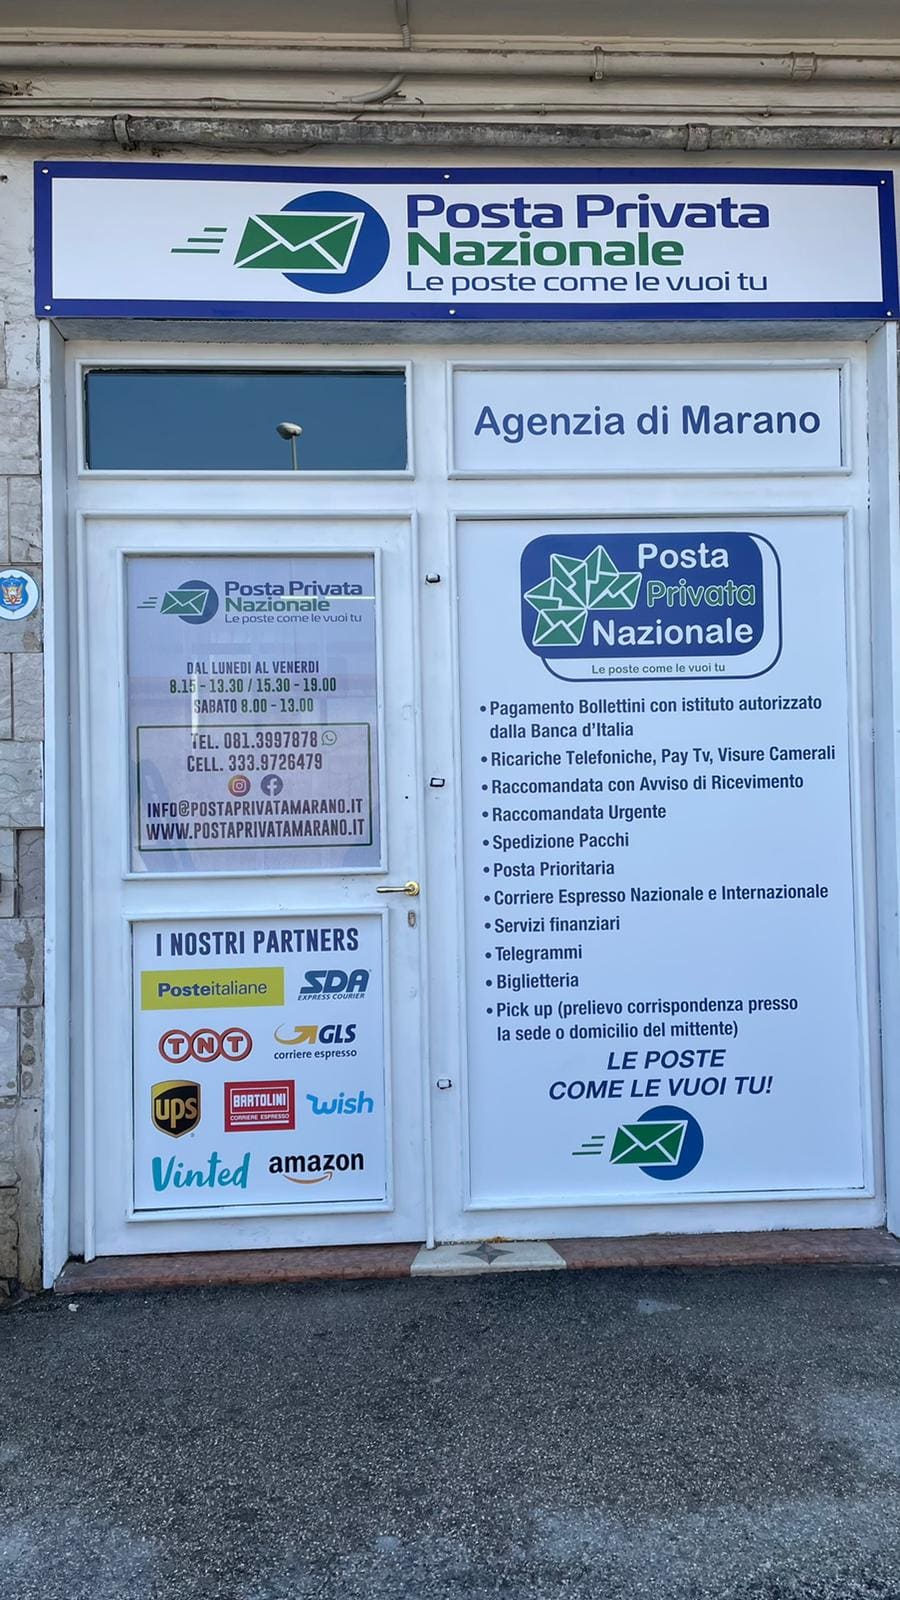 Posta Privata
Nazionale
Le poste come le vuoi tu
Agenzia di Marano
Posta Privata
Nazionale
Le poste come le vuoi tu
DAL LUNEDI AL VENERDI
8.15 - 13.30 / 15.30 - 19.00
SABATO 8.00 - 13.00
TEL. 081.3997878
CELL. 333.9726479
INFO@POSTAPRIVATAMARANO.IT
WWW.POSTAPRIVATAMARANO.IT
I NOSTRI PARTNERS
Posteitaliane
SDA
EXPRESS COURIER
TNT
GLS
corriere espresso
ups
BARTOLINI
CORRIERE ESPRESSO
wish
Vinted
amazon
Posta
Privata
Nazionale
Le poste come le vuoi tu
• Pagamento Bollettini con istituto autorizzato
dalla Banca d'Italia
• Ricariche Telefoniche, Pay Tv, Visure Camerali
• Raccomandata con Avviso di Ricevimento
• Raccomandata Urgente
• Spedizione Pacchi
• Posta Prioritaria
• Corriere Espresso Nazionale e Internazionale
• Servizi finanziari
• Telegrammi
• Biglietteria
• Pick up (prelievo corrispondenza presso
la sede o domicilio del mittente)
LE POSTE
COME LE VUOI TU!